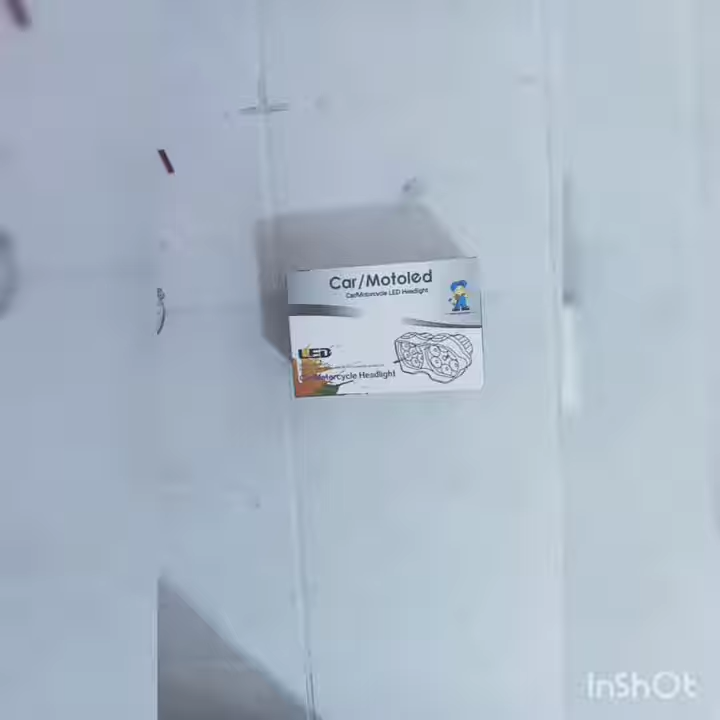 Car/Motoled
Car/Motorcycle LED Headlight
LED
Motorcycle Headlight
InShOt